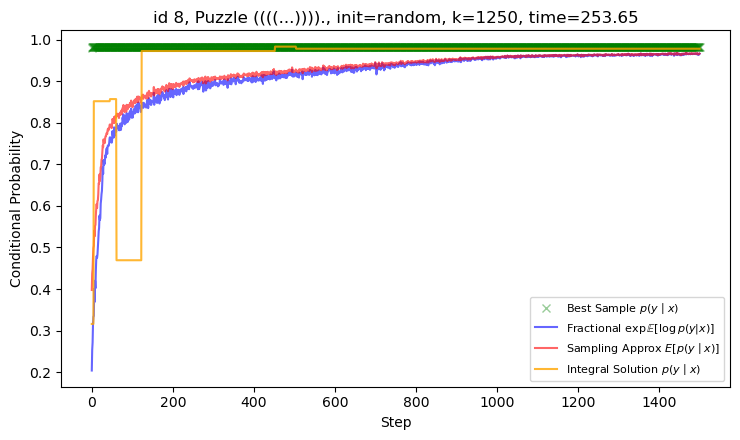 id 8, Puzzle ((((...))))., init=random, k=1250, time=253.65
1.0
0.9
0.8
0.7
0.6
0.5
0.4
0.3
0.2
Conditional Probability
Best Sample p(y | x)
Fractional exp𝔼[log p(y|x)]
Sampling Approx E[p(y | x)]
Integral Solution p(y | x)
0 200 400 600 800 1000 1200 1400
Step